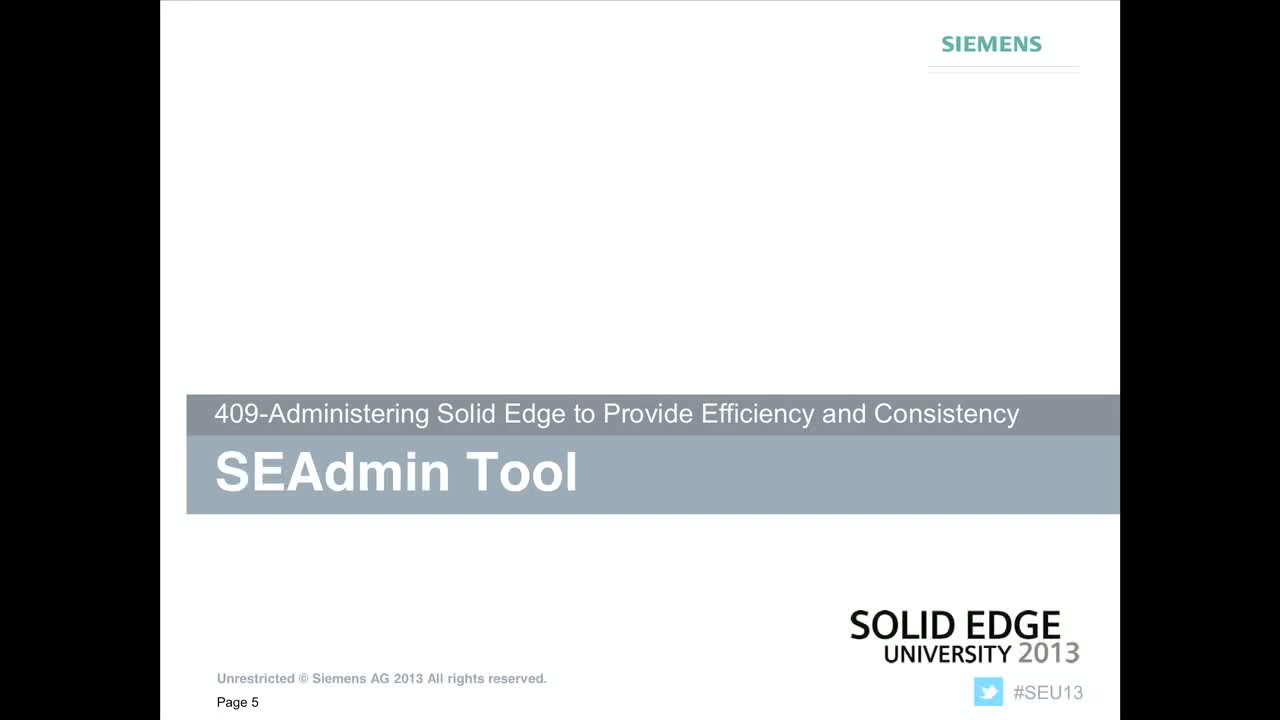 SIEMENS
409-Administering Solid Edge to Provide Efficiency and Consistency
SEAdmin Tool
SOLID EDGE
UNIVERSITY 2013
Unrestricted © Siemens AG 2013 All rights reserved.
Page 5
#SEU13